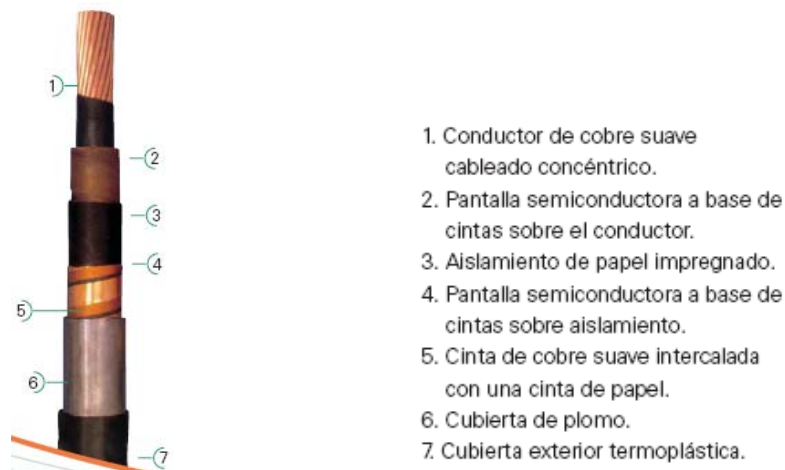 1
2
3
4
5
6
7
1. Conductor de cobre suave
cableado concéntrico.
2. Pantalla semiconductora a base de
cintas sobre el conductor.
3. Aislamiento de papel impregnado.
4. Pantalla semiconductora a base de
cintas sobre aislamiento.
5. Cinta de cobre suave intercalada
con una cinta de papel.
6. Cubierta de plomo.
7. Cubierta exterior termoplástica.